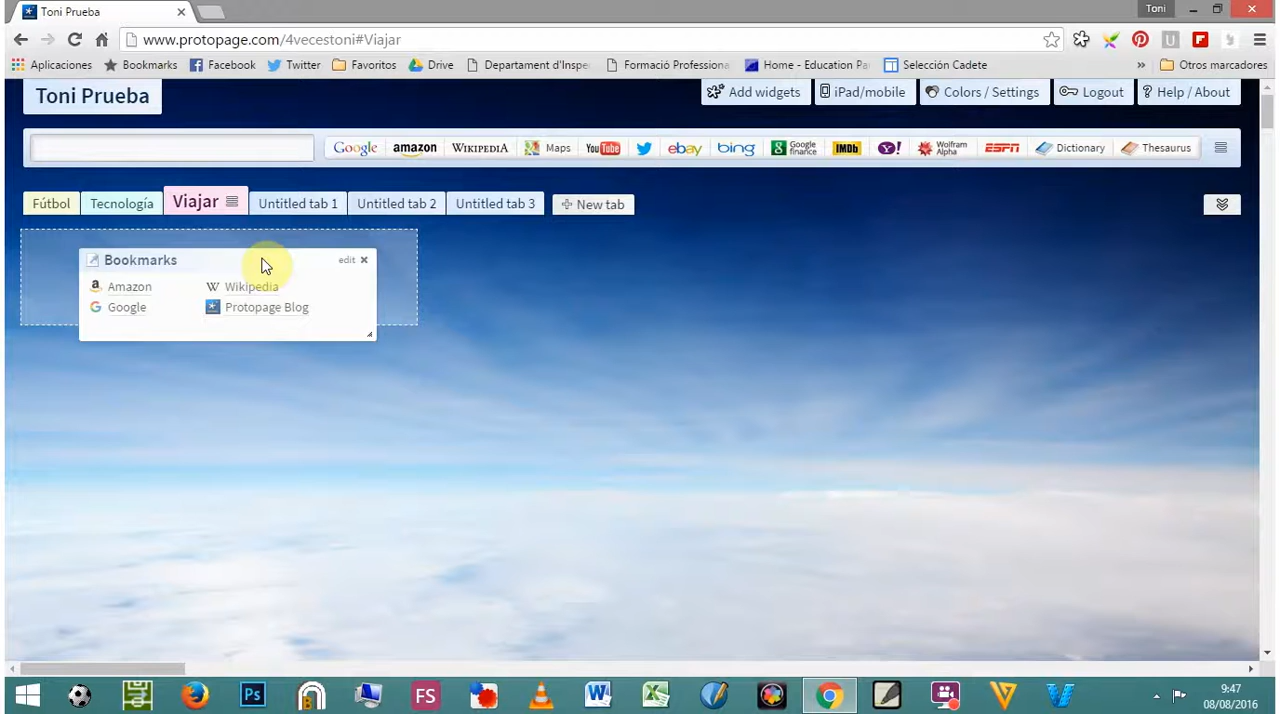 Toni Prueba
Toni
www.protopage.com/4vecestoni#Viajar
Aplicaciones Bookmarks Facebook Twitter Favoritos Drive Departament d'Inspe Formació Profesiona Home - Education Pa Selección Cadete » Otros marcadores
Toni Prueba
Add widgets iPad/mobile Colors / Settings Logout ? Help / About
Google amazon WIKIPEDIA Maps YouTube ebay bing Google finance IMDb Y! Wolfram Alpha ESPN Dictionary Thesaurus
Fútbol Tecnología Viajar Untitled tab 1 Untitled tab 2 Untitled tab 3 New tab
Bookmarks edit
Amazon W Wikipedia
Google Protopage Blog
Ps FS
9:47
08/08/2016